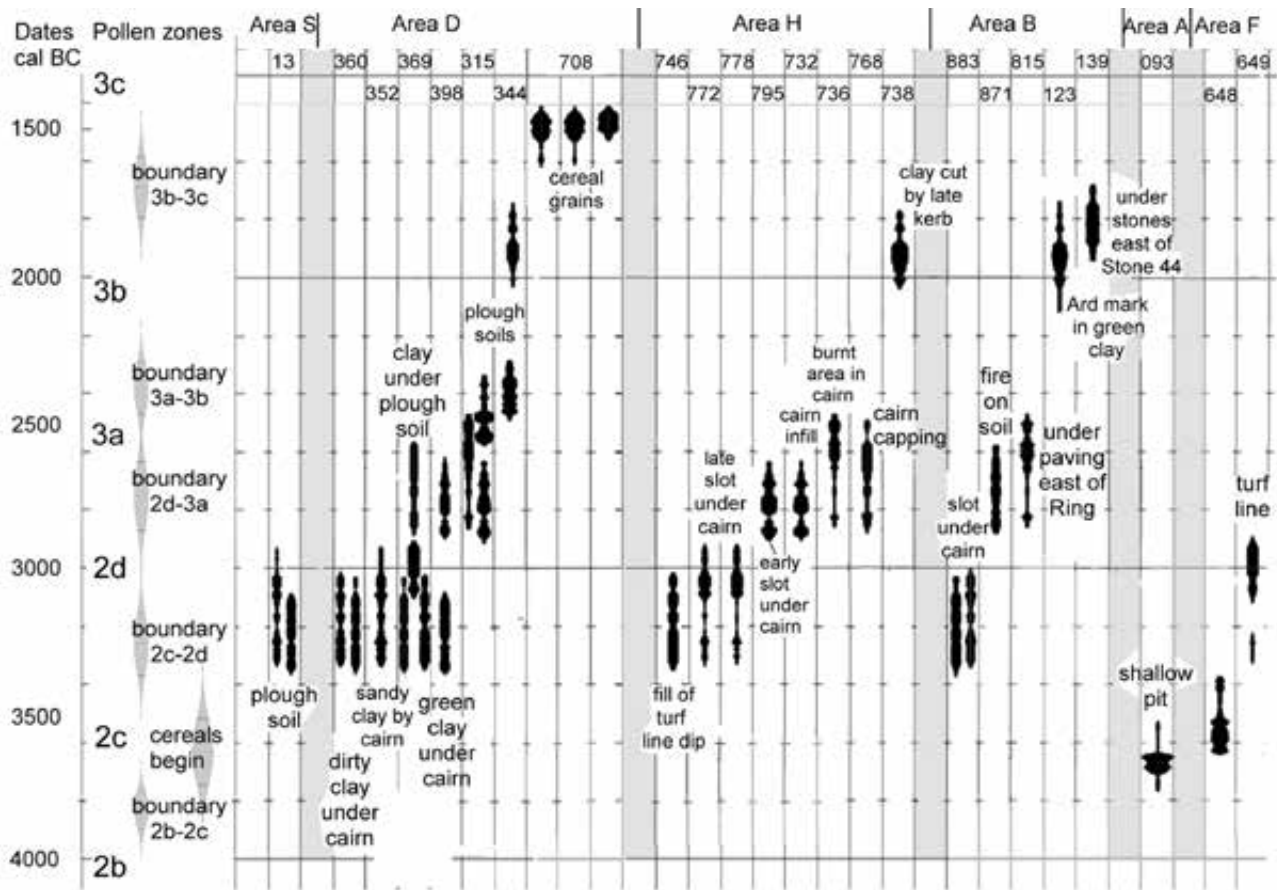 Dates
cal BC
Pollen zones
Area S
Area D
Area H
Area B
Area A
Area F
13
360
369
315
708
746
778
732
768
883
815
139
093
649
352
398
344
772
795
736
738
871
123
648
3c
1500
boundary
3b-3c
2000
3b
boundary
3a-3b
2500
3a
boundary
2d-3a
3000
2d
boundary
2c-2d
3500
2c
cereals
begin
boundary
2b-2c
4000
2b
plough
soil
dirty
clay
under
cairn
sandy
clay by
cairn
green
clay
under
cairn
clay
under
plough
soil
plough
soils
cereal
grains
fill of
turf
line dip
late
slot
under
cairn
early
slot
under
cairn
cairn
infill
burnt
area in
cairn
cairn
capping
clay cut
by late
kerb
slot
under
cairn
fire
on
soil
under
paving
east of
Ring
Ard mark
in green
clay
under
stones
east of
Stone 44
shallow
pit
turf
line